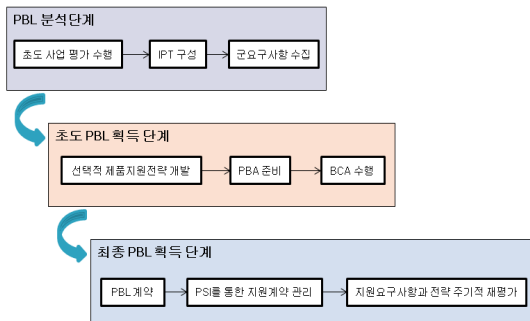 PBL 분석단계
초도 사업 평가 수행
IPT 구성
군요구사항 수집
초도 PBL 획득 단계
선택적 제품지원전략 개발
PBA 준비
BCA 수행
최종 PBL 획득 단계
PBL 계약
PSI를 통한 지원계약 관리
지원요구사항과 전략 주기적 재평가